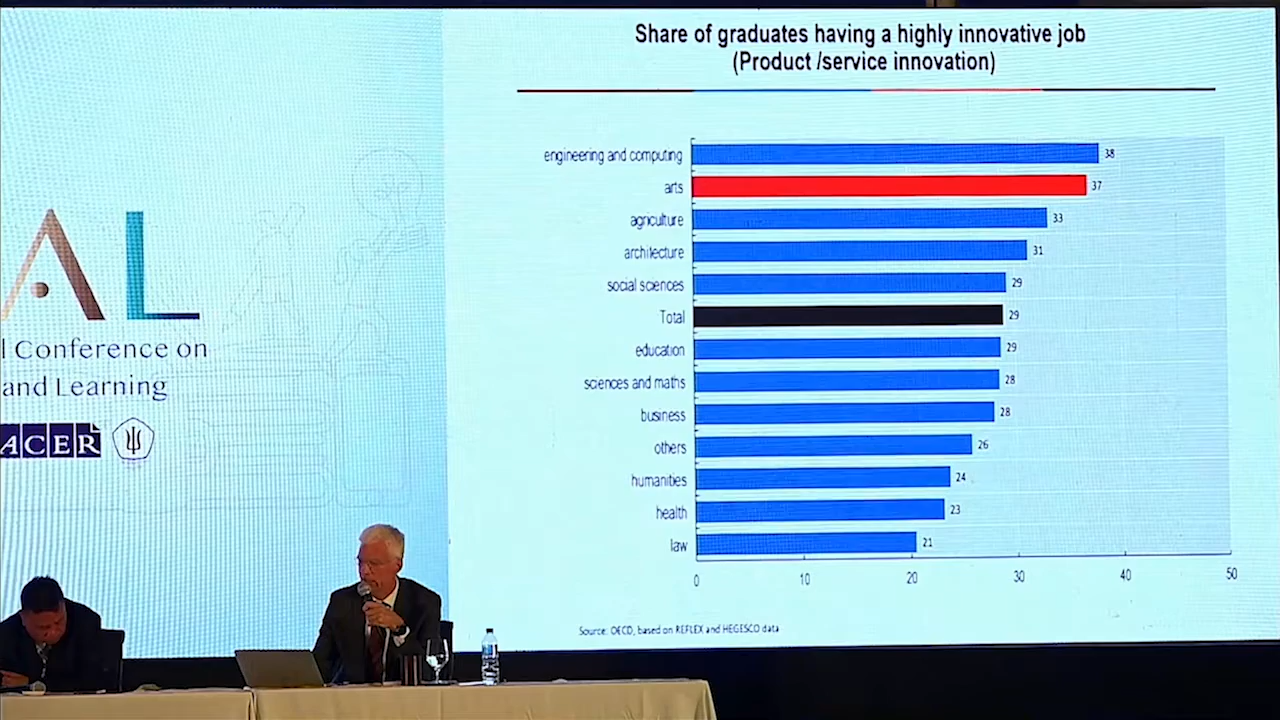 Share of graduates having a highly innovative job
(Product /service innovation)
engineering and computing 38
arts 37
agriculture 33
architecture 31
social sciences 29
Total 29
education 29
sciences and maths 28
business 28
others 26
humanities 24
health 23
law 21
0 10 20 30 40 50
Source: OECD, based on REFLEX and HEGESCO data
AL
l Conference on
and Learning
ACER